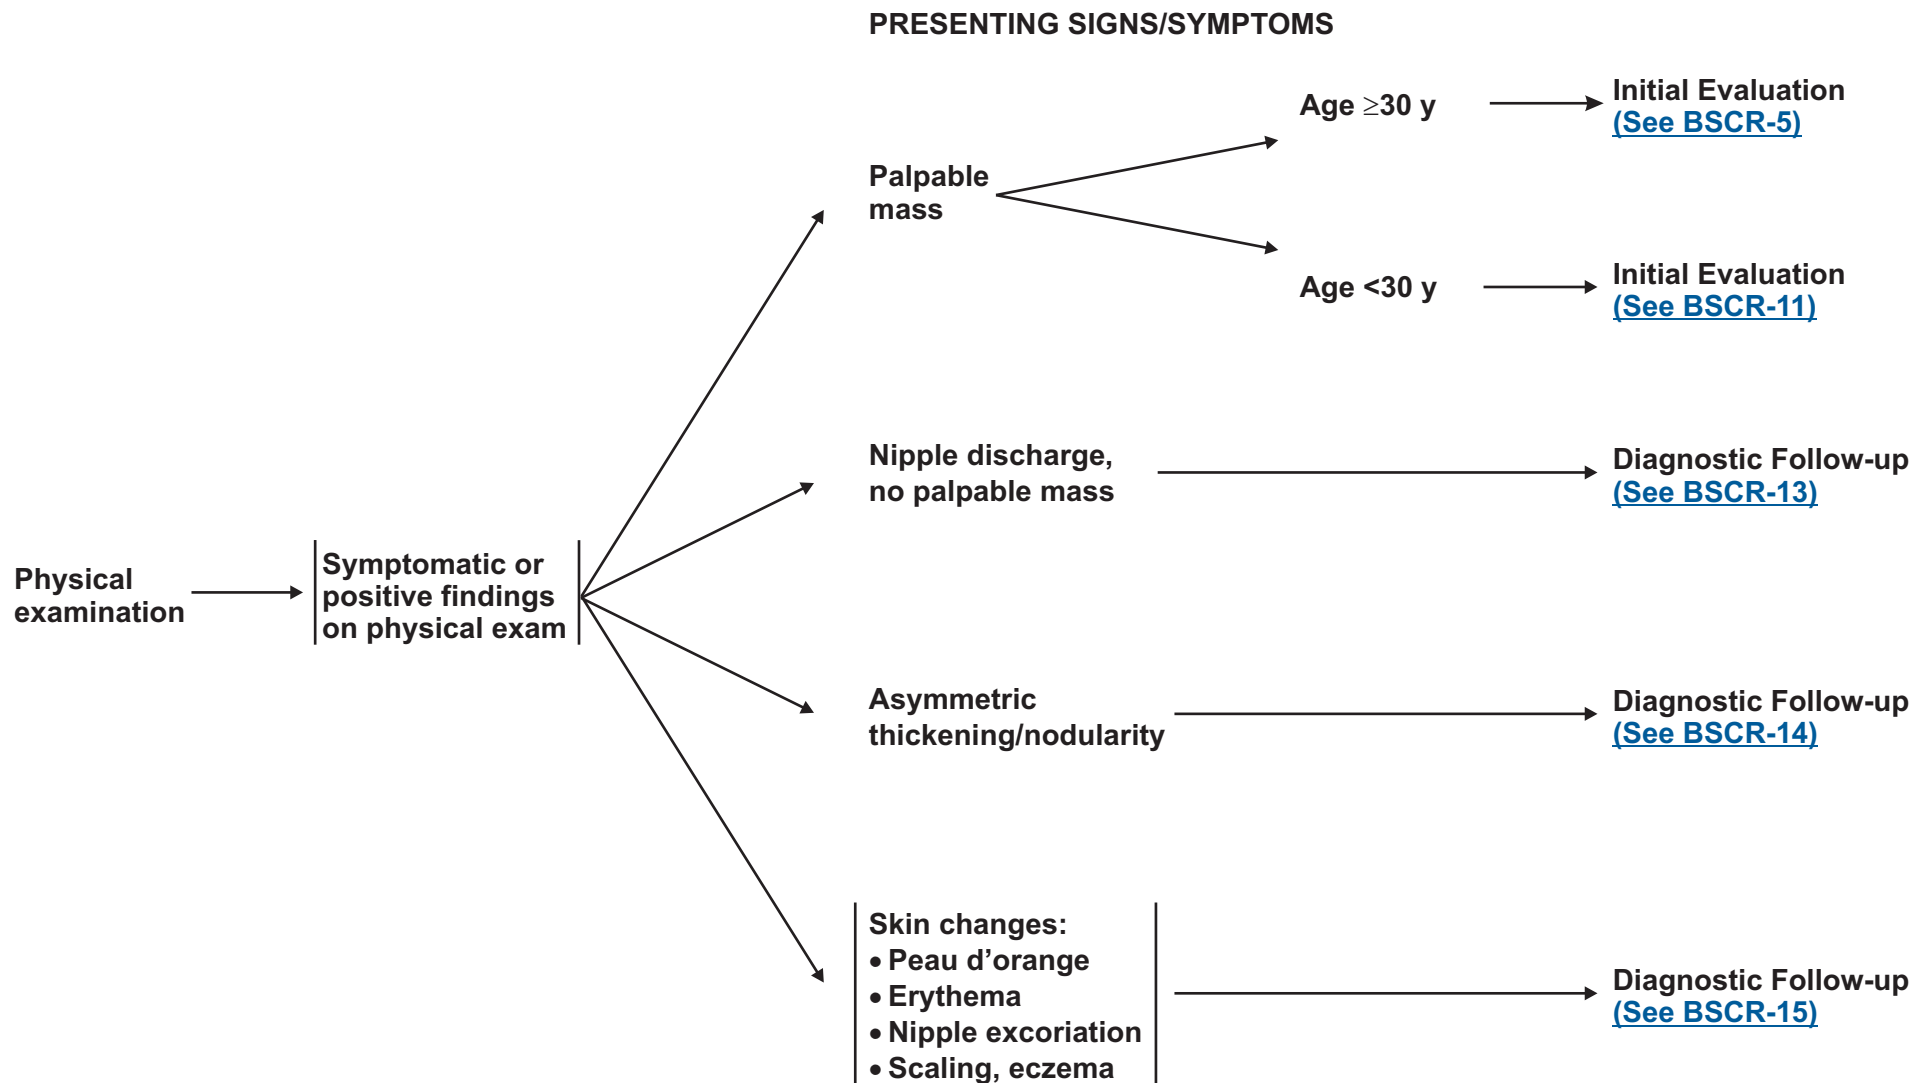 PRESENTING SIGNS/SYMPTOMS
Age ≥30 y
Initial Evaluation
(See BSCR-5)
Palpable
mass
Age <30 y
Initial Evaluation
(See BSCR-11)
Nipple discharge,
no palpable mass
Diagnostic Follow-up
(See BSCR-13)
Physical
examination
Symptomatic or
positive findings
on physical exam
Asymmetric
thickening/nodularity
Diagnostic Follow-up
(See BSCR-14)
Skin changes:
• Peau d’orange
• Erythema
• Nipple excoriation
• Scaling, eczema
Diagnostic Follow-up
(See BSCR-15)